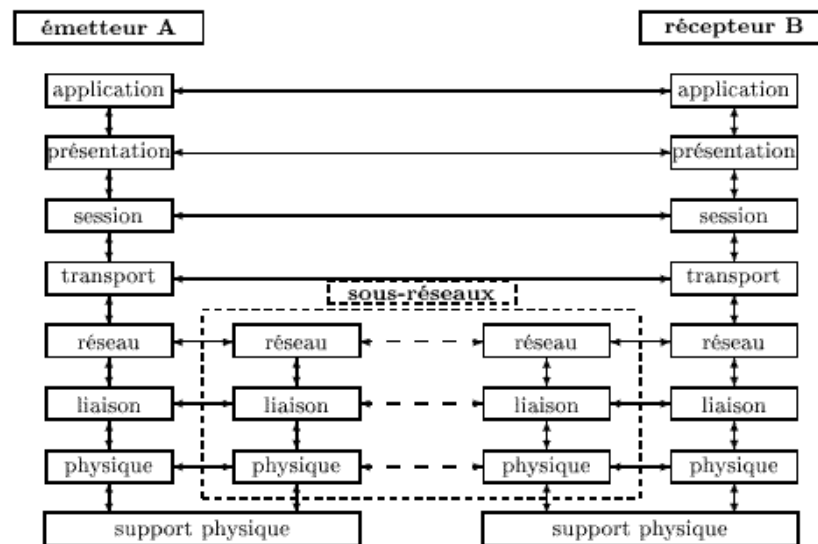 émetteur A récepteur B
application application
présentation présentation
session session
transport transport
sous-réseaux
réseau réseau réseau réseau
liaison liaison liaison liaison
physique physique physique physique
support physique support physique